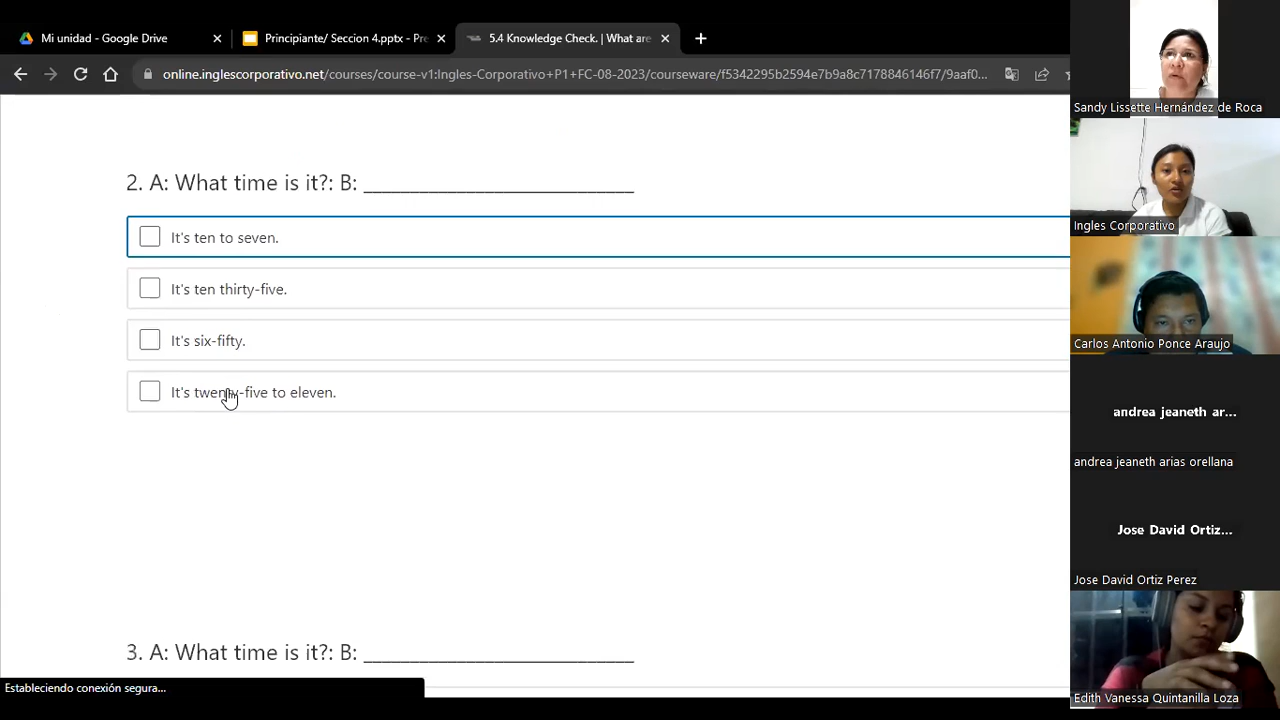 Mi unidad - Google Drive
Principiante/ Seccion 4.pptx - Pre
5.4 Knowledge Check. | What are
online.inglescorporativo.net/courses/course-v1:Ingles-Corporativo+P1+FC-08-2023/courseware/f5342295b2594e7b9a8c7178846146f7/9aaf0...
2. A: What time is it?: B: ___________________________
It's ten to seven.
It's ten thirty-five.
It's six-fifty.
It's twenty-five to eleven.
3. A: What time is it?: B: ___________________________
Estableciendo conexión segura...
Sandy Lissette Hernández de Roca
Ingles Corporativo
Carlos Antonio Ponce Araujo
andrea jeaneth ar...
andrea jeaneth arias orellana
Jose David Ortiz...
Jose David Ortiz Perez
Edith Vanessa Quintanilla Loza